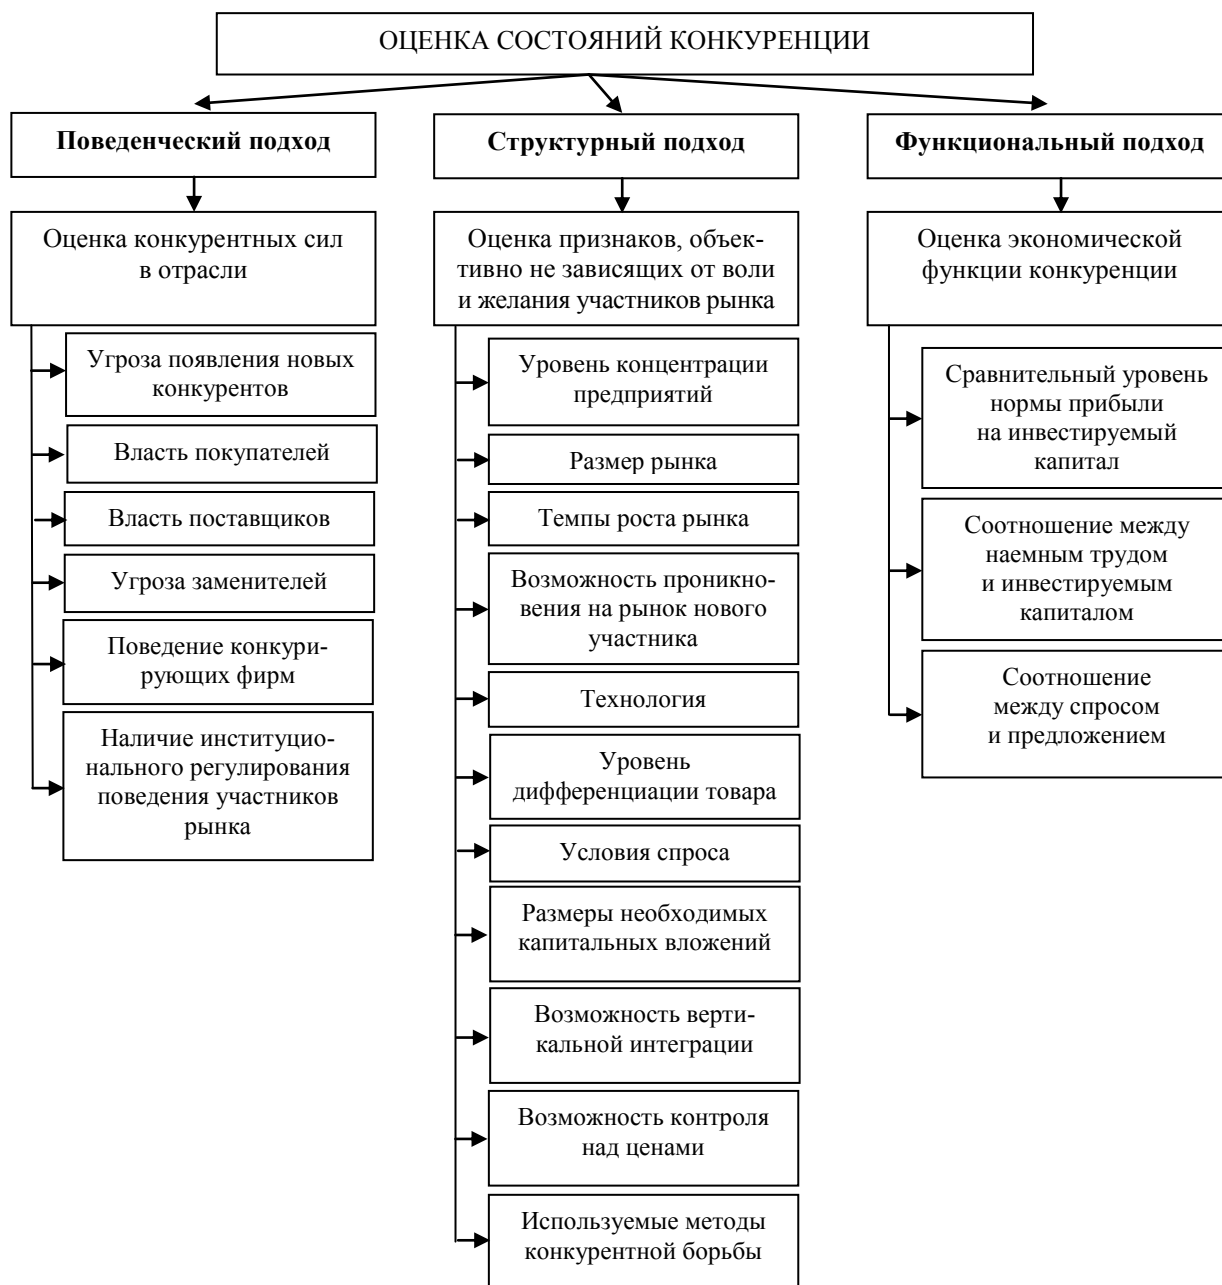 ОЦЕНКА СОСТОЯНИЙ КОНКУРЕНЦИИ
Поведенческий подход
Оценка конкурентных сил
в отрасли
Угроза появления новых
конкурентов
Власть покупателей
Власть поставщиков
Угроза заменителей
Поведение конкури-
рующих фирм
Наличие институцио-
нального регулирования
поведения участников
рынка
Структурный подход
Оценка признаков, объек-
тивно не зависящих от воли
и желания участников рынка
Уровень концентрации
предприятий
Размер рынка
Темпы роста рынка
Возможность проникно-
вения на рынок нового
участника
Технология
Уровень
дифференциации товара
Условия спроса
Размеры необходимых
капитальных вложений
Возможность верти-
кальной интеграции
Возможность контроля
над ценами
Используемые методы
конкурентной борьбы
Функциональный подход
Оценка экономической
функции конкуренции
Сравнительный уровень
нормы прибыли
на инвестируемый
капитал
Соотношение между
наемным трудом
и инвестируемым
капиталом
Соотношение
между спросом
и предложением